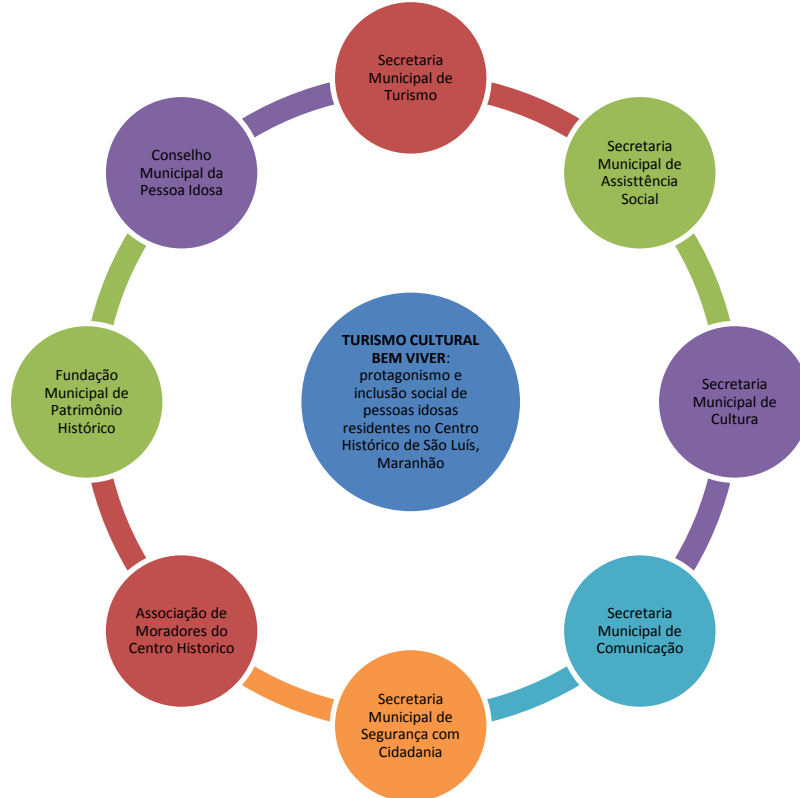 Secretaria
Municipal de
Turismo
Secretaria
Municipal de
Assisttência
Social
Secretaria
Municipal de
Cultura
Secretaria
Municipal de
Comunicação
Secretaria
Municipal de
Segurança com
Cidadania
Associação de
Moradores do
Centro Historico
Fundação
Municipal de
Patrimônio
Histórico
Conselho
Municipal da
Pessoa Idosa
TURISMO CULTURAL
BEM VIVER:
protagonismo e
inclusão social de
pessoas idosas
residentes no Centro
Histórico de São Luís,
Maranhão